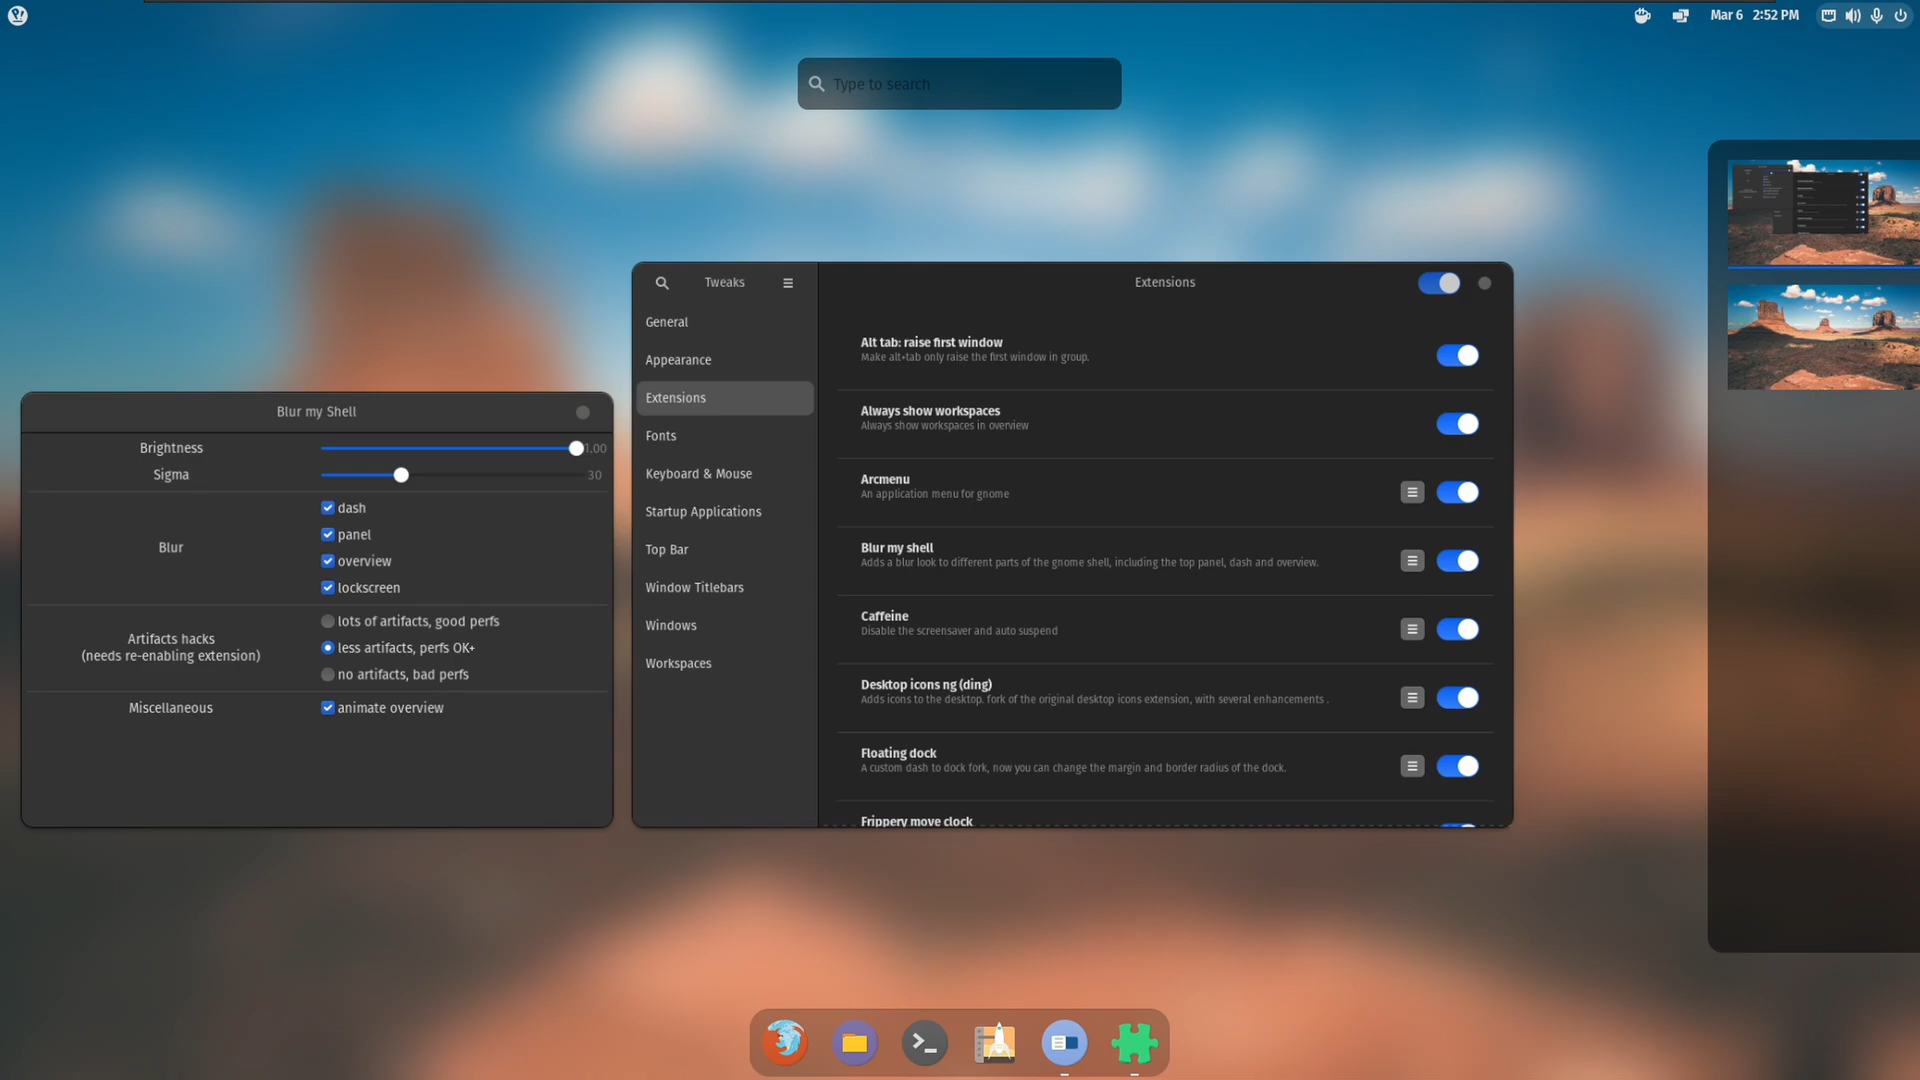 Mar 6 2:52 PM
Type to search
Blur my Shell
Brightness
1.00
Sigma
30
Blur
dash
panel
overview
lockscreen
Artifacts hacks
(needs re-enabling extension)
lots of artifacts, good perfs
less artifacts, perfs OK+
no artifacts, bad perfs
Miscellaneous
animate overview
Tweaks
General
Appearance
Extensions
Fonts
Keyboard & Mouse
Startup Applications
Top Bar
Window Titlebars
Windows
Workspaces
Extensions
Alt tab: raise first window
Make alt+tab only raise the first window in group.
Always show workspaces
Always show workspaces in overview
Arcmenu
An application menu for gnome
Blur my shell
Adds a blur look to different parts of the gnome shell, including the top panel, dash and overview.
Caffeine
Disable the screensaver and auto suspend
Desktop icons ng (ding)
Adds icons to the desktop. fork of the original desktop icons extension, with several enhancements .
Floating dock
A custom dash to dock fork, now you can change the margin and border radius of the dock.
Frippery move clock